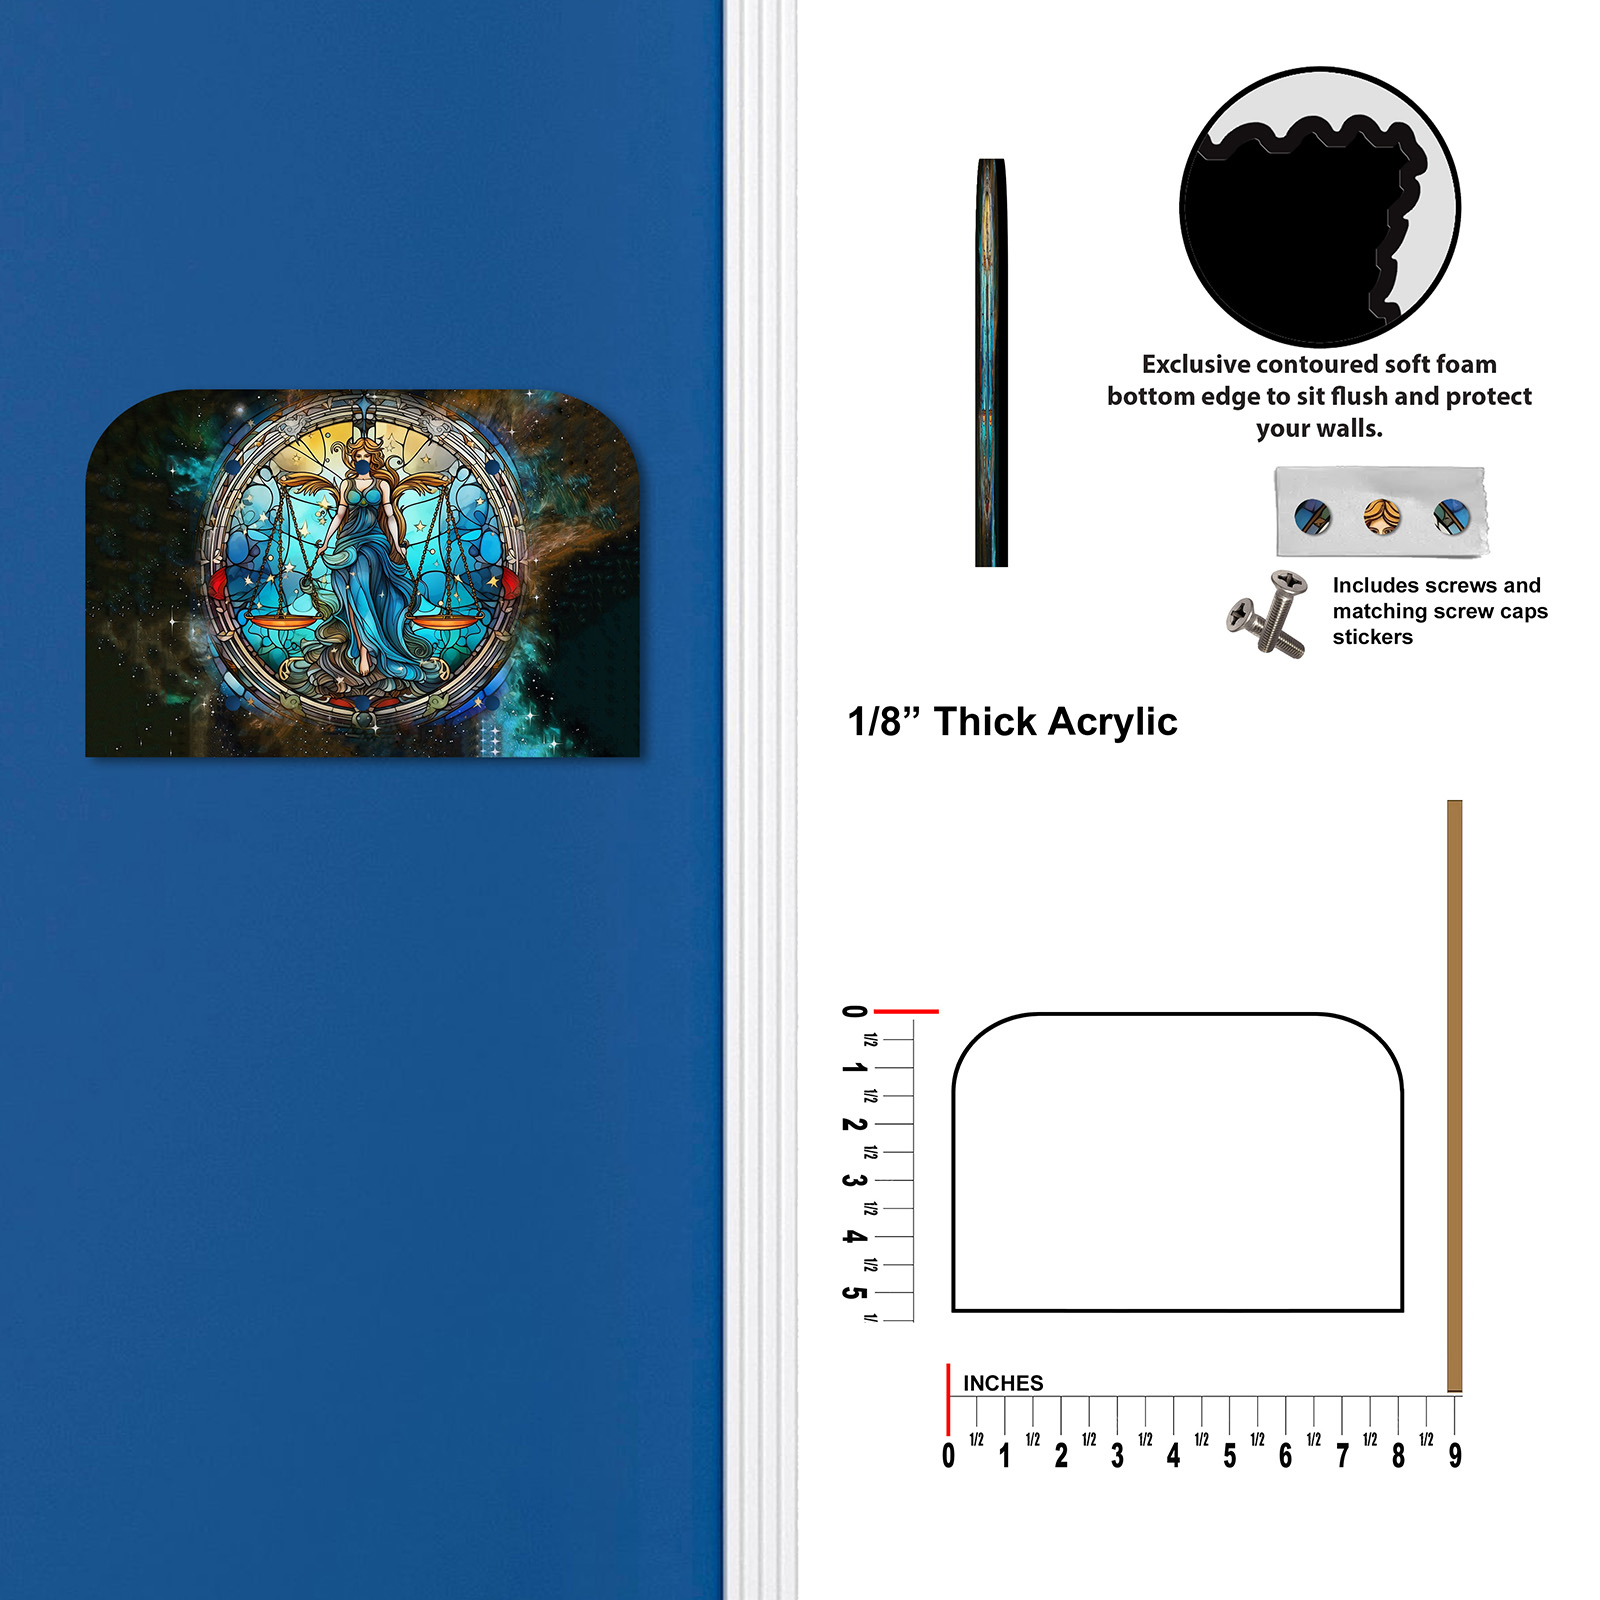 Exclusive contoured soft foam
bottom edge to sit flush and protect
your walls.
Includes screws and
matching screw caps
stickers
1/8” Thick Acrylic
0
1/2
1
1/2
2
1/2
3
1/2
4
1/2
5
1/
INCHES
0 1/2 1 1/2 2 1/2 3 1/2 4 1/2 5 1/2 6 1/2 7 1/2 8 1/2 9